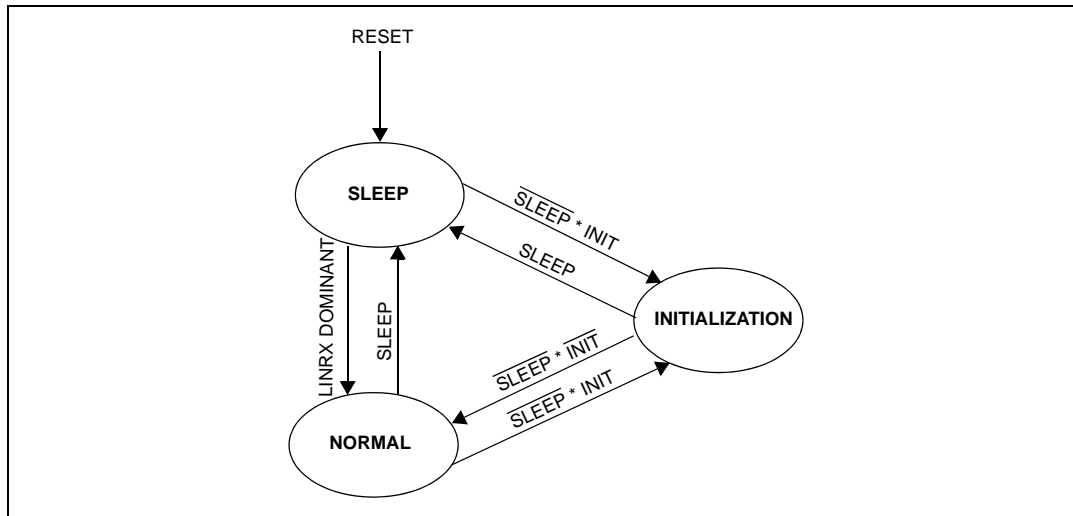 RESET
SLEEP
SLEEP * INIT
SLEEP
LINRX DOMINANT
SLEEP
INITIALIZATION
SLEEP * INIT
SLEEP * INIT
NORMAL